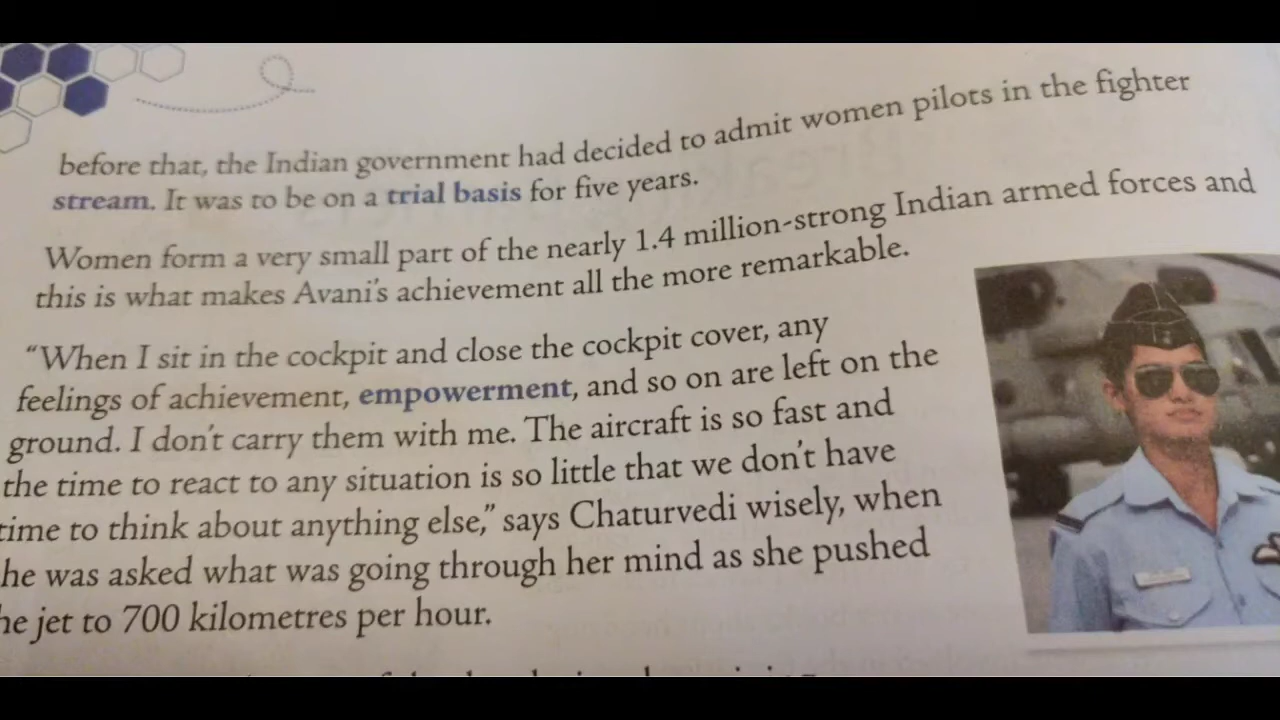 before that, the Indian government had decided to admit women pilots in the fighter
stream. It was to be on a trial basis for five years.
Women form a very small part of the nearly 1.4 million-strong Indian armed forces and
this is what makes Avani's achievement all the more remarkable.
“When I sit in the cockpit and close the cockpit cover, any
feelings of achievement, empowerment, and so on are left on the
ground. I don't carry them with me. The aircraft is so fast and
the time to react to any situation is so little that we don't have
time to think about anything else,” says Chaturvedi wisely, when
he was asked what was going through her mind as she pushed
he jet to 700 kilometres per hour.